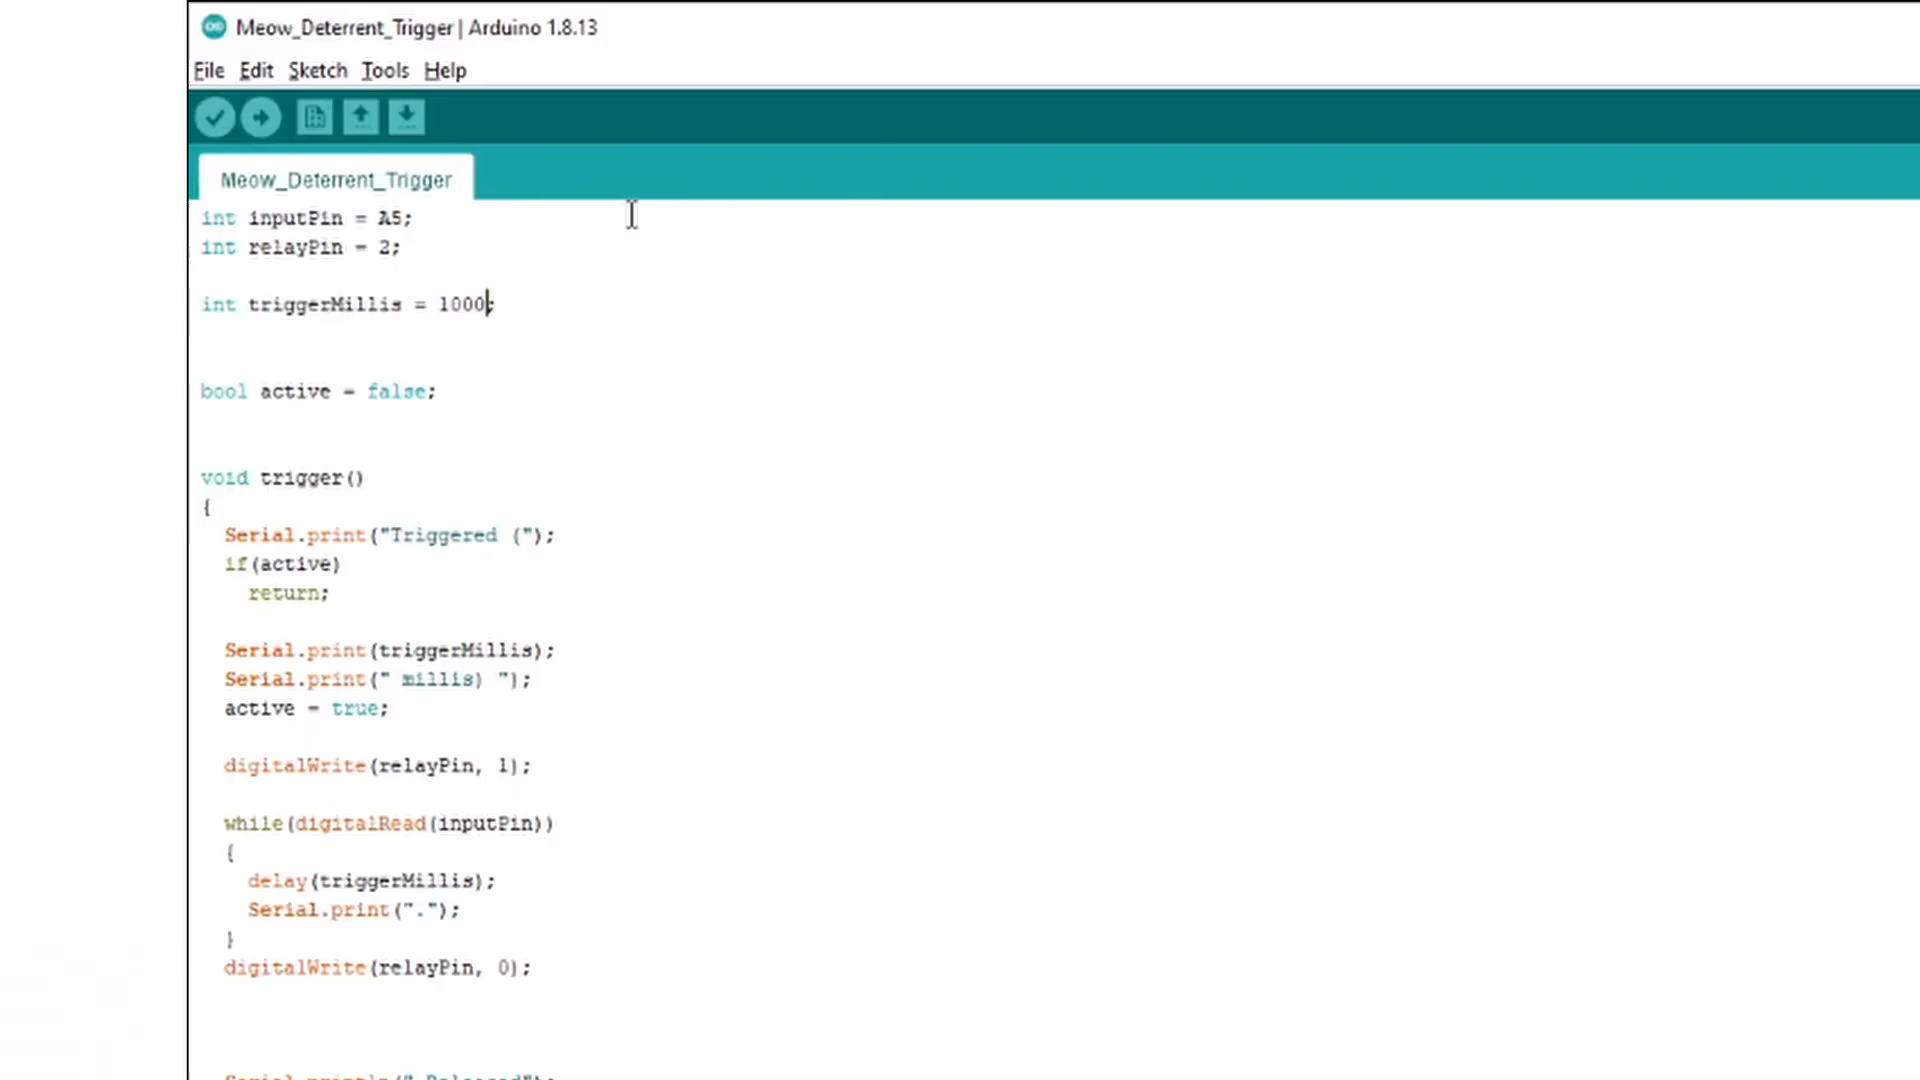 Meow_Deterrent_Trigger | Arduino 1.8.13
File Edit Sketch Tools Help
Meow_Deterrent_Trigger
int inputPin = A5;
int relayPin = 2;
int triggerMillis = 1000;
bool active = false;
void trigger()
{
Serial.print("Triggered (");
if(active)
return;
Serial.print(triggerMillis);
Serial.print(" millis) ");
active = true;
digitalWrite(relayPin, 1);
while(digitalRead(inputPin))
{
delay(triggerMillis);
Serial.print(".");
}
digitalWrite(relayPin, 0);